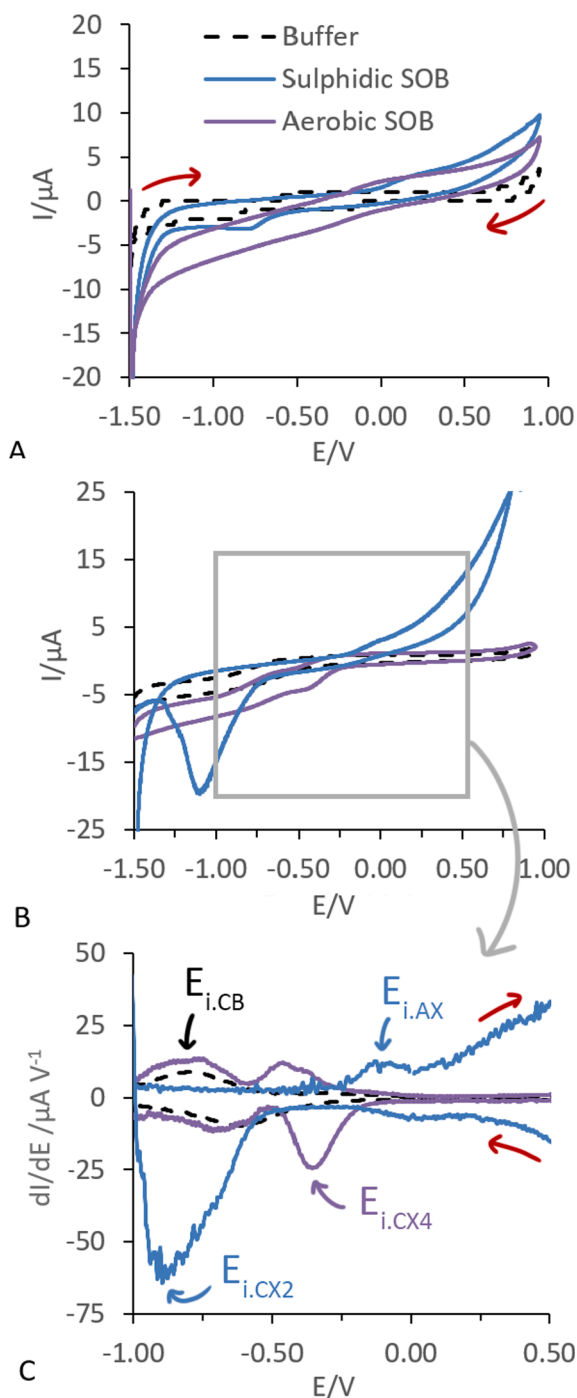 20
15
10
5
0
-5
-10
-15
-20
I/µA
Buffer
Sulphidic SOB
Aerobic SOB
-1.50 -1.00 -0.50 0.00 0.50 1.00
E/V
A
25
15
5
-5
-15
-25
I/µA
-1.50 -1.00 -0.50 0.00 0.50 1.00
E/V
B
50
25
0
-25
-50
-75
dI/dE /µA V-1
Ei.CB
Ei.AX
Ei.CX4
Ei.CX2
-1.00 -0.50 0.00 0.50
E/V
C